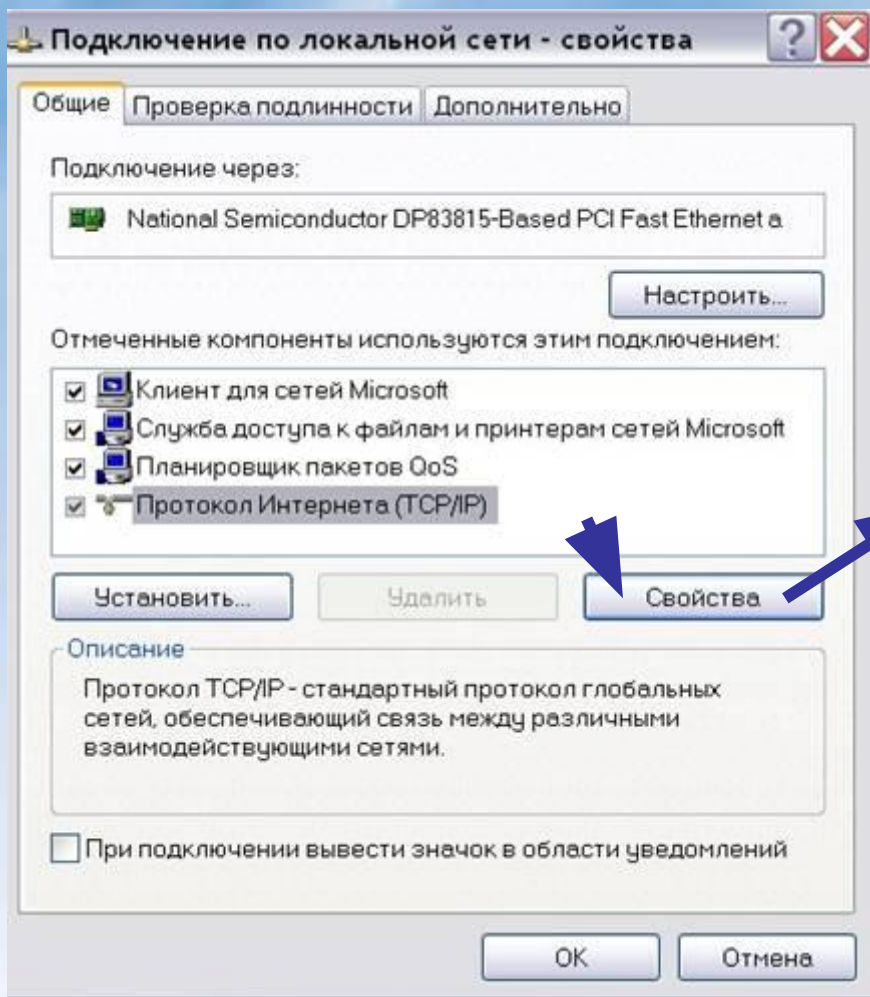 Подключение по локальной сети - свойства
Общие Проверка подлинности Дополнительно
Подключение через:
National Semiconductor DP83815-Based PCI Fast Ethernet a
Настроить...
Отмеченные компоненты используются этим подключением:
Клиент для сетей Microsoft
Служба доступа к файлам и принтерам сетей Microsoft
Планировщик пакетов QoS
Протокол Интернета (TCP/IP)
Установить... Удалить Свойства
Описание
Протокол TCP/IP - стандартный протокол глобальных
сетей, обеспечивающий связь между различными
взаимодействующими сетями.
При подключении вывести значок в области уведомлений
OK Отмена